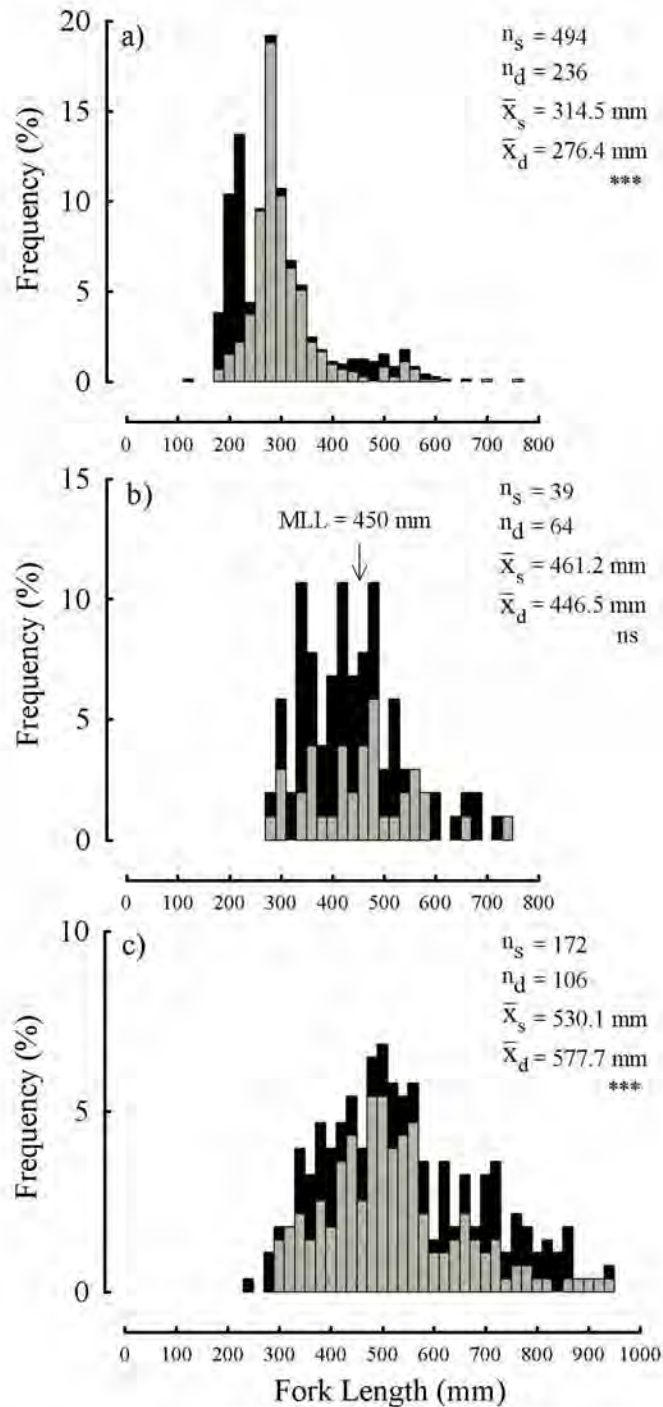 a)
n_s = 494
n_d = 236
x̄_s = 314.5 mm
x̄_d = 276.4 mm
***
Frequency (%)
20
15
10
5
0
0 100 200 300 400 500 600 700 800
b)
MLL = 450 mm
n_s = 39
n_d = 64
x̄_s = 461.2 mm
x̄_d = 446.5 mm
ns
Frequency (%)
15
10
5
0
0 100 200 300 400 500 600 700 800
c)
n_s = 172
n_d = 106
x̄_s = 530.1 mm
x̄_d = 577.7 mm
***
Frequency (%)
10
5
0
0 100 200 300 400 500 600 700 800 900 1000
Fork Length (mm)